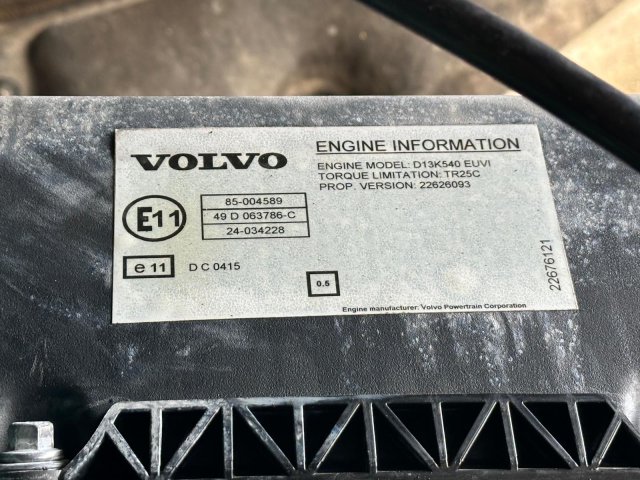 VOLVO
E11
85-004589
49 D 063786-C
24-034228
e 11
D C 0415
ENGINE INFORMATION
ENGINE MODEL: D13K540 EUVI
TORQUE LIMITATION: TR25C
PROP. VERSION: 22626093
0.5
Engine manufacturer: Volvo Powertrain Corporation
22676121